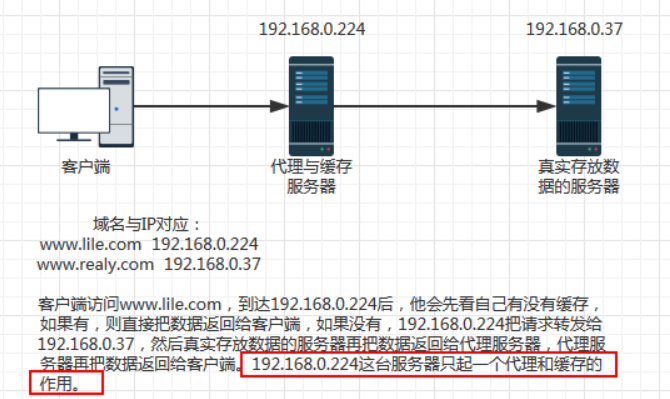 192.168.0.224
192.168.0.37
客户端
代理与缓存
服务器
真实存放数
据的服务器
域名与IP对应：
www.lile.com 192.168.0.224
www.realy.com 192.168.0.37
客户端访问www.lile.com，到达192.168.0.224后，他会先看自己有没有缓存，
如果有，则直接把数据返回给客户端，如果没有，192.168.0.224把请求转发给
192.168.0.37，然后真实存放数据的服务器再把数据返回给代理服务器，代理服
务器再把数据返回给客户端。192.168.0.224这台服务器只起一个代理和缓存的
作用。